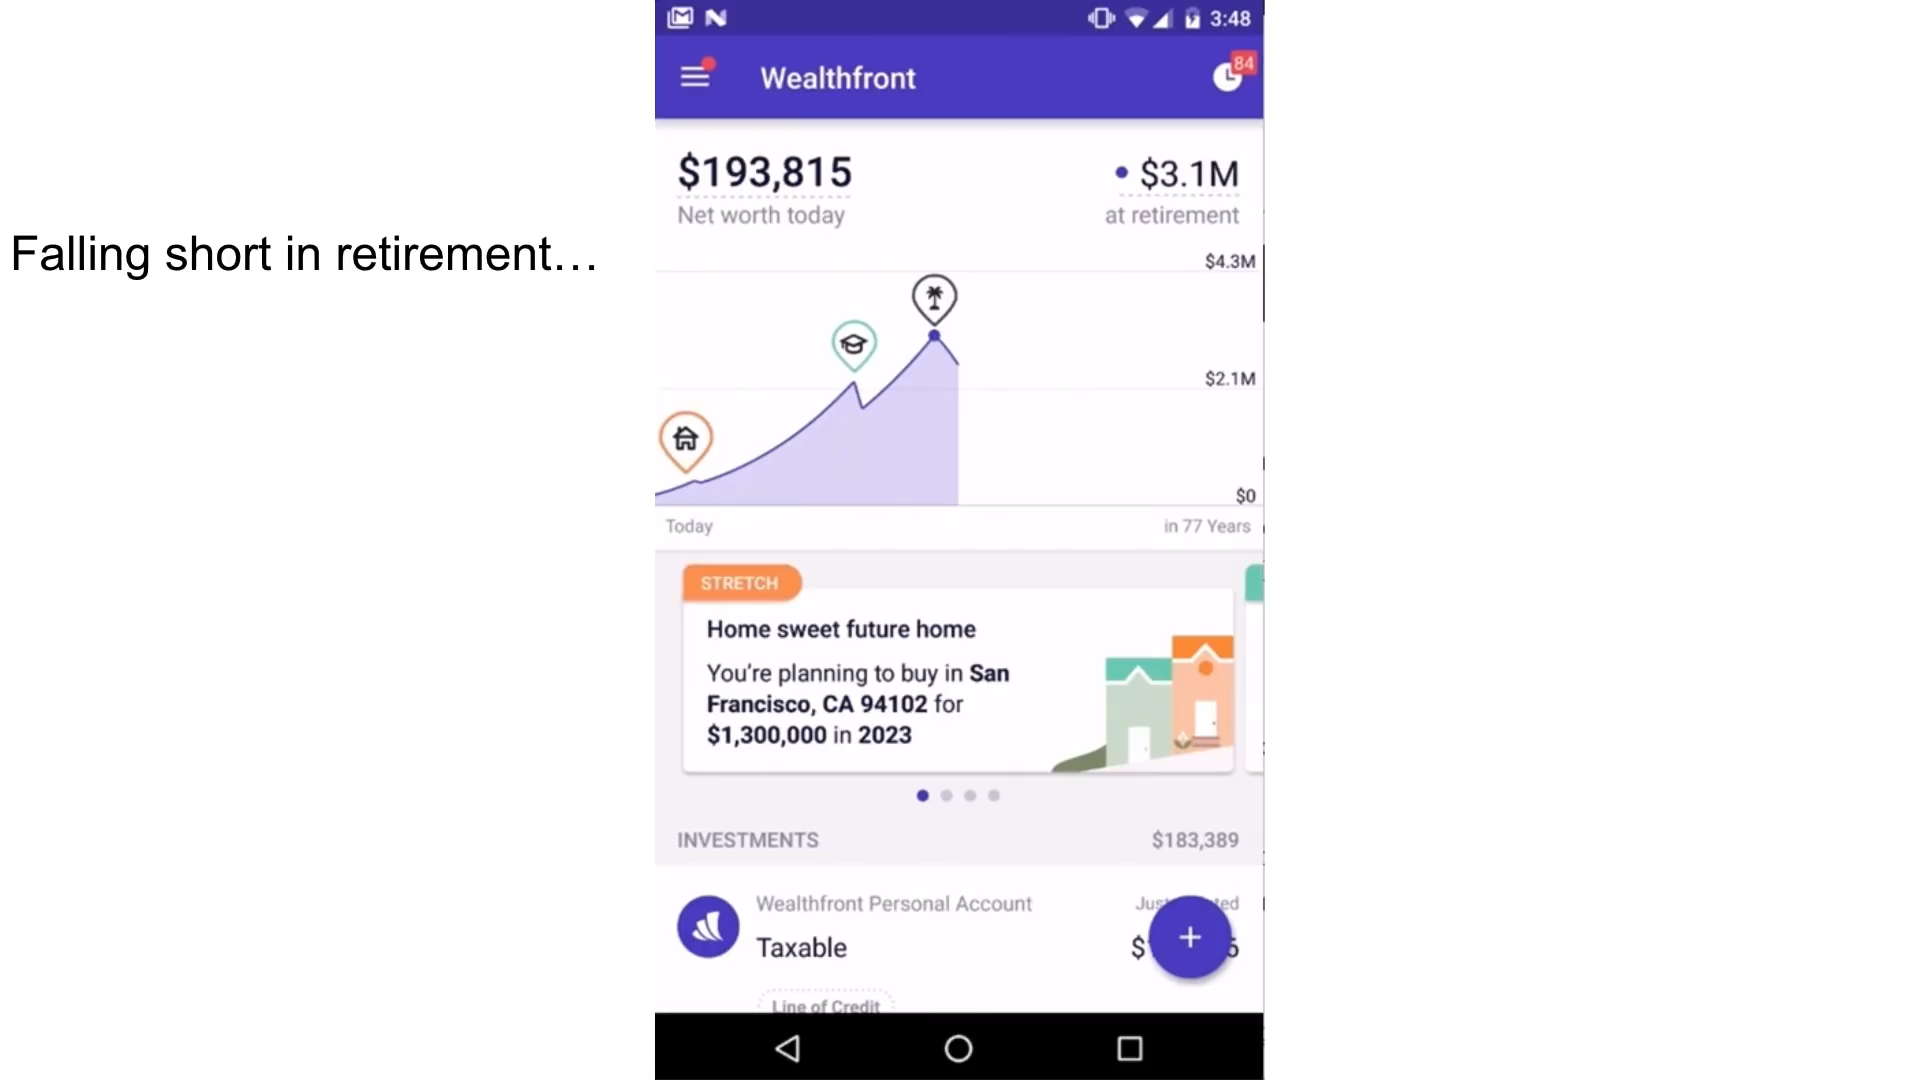 Falling short in retirement…
3:48
Wealthfront
84
$193,815
Net worth today
$3.1M
at retirement
$4.3M
$2.1M
$0
Today
in 77 Years
STRETCH
Home sweet future home
You're planning to buy in San
Francisco, CA 94102 for
$1,300,000 in 2023
INVESTMENTS
$183,389
Wealthfront Personal Account
Taxable
$
Line of Credit